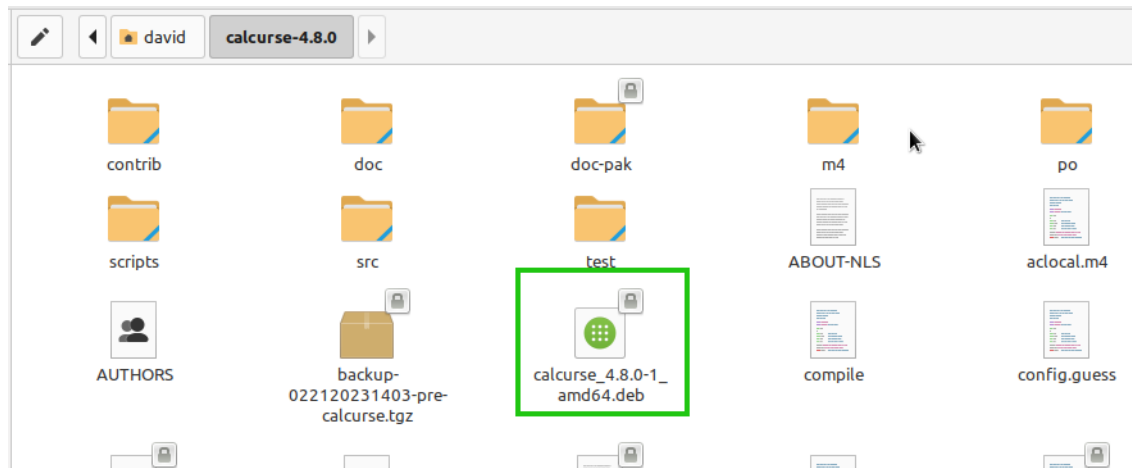 david
calcurse-4.8.0
contrib
doc
doc-pak
m4
po
scripts
src
test
ABOUT-NLS
aclocal.m4
AUTHORS
backup-
022120231403-pre-
calcurse.tgz
calcurse_4.8.0-1_
amd64.deb
compile
config.guess